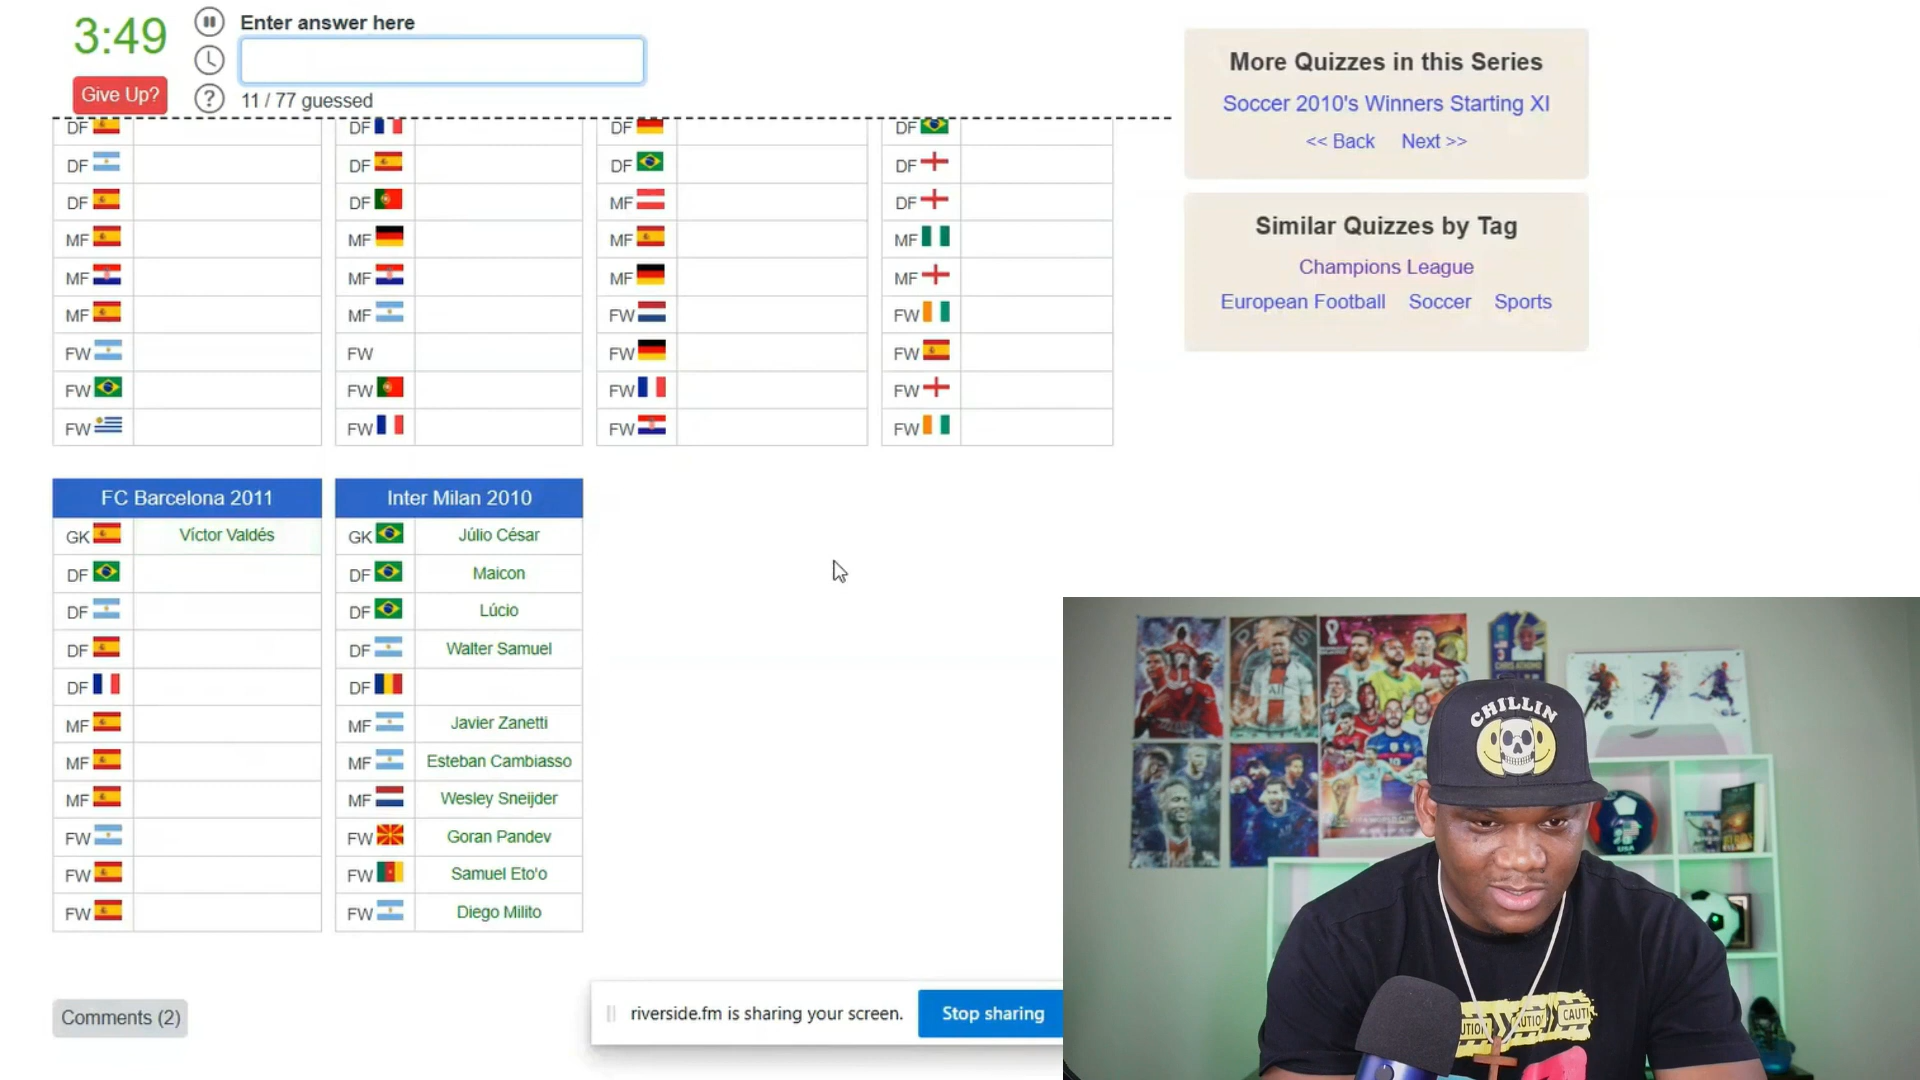 3:49
Enter answer here
Give Up?
?
11 / 77 guessed
More Quizzes in this Series
Soccer 2010's Winners Starting XI
<< Back Next >>
Similar Quizzes by Tag
Champions League
European Football Soccer Sports
DF DF DF DF
DF DF DF DF
DF DF MF DF
MF MF MF MF
MF MF MF MF
MF MF FW FW
FW FW FW FW
FW FW FW FW
FW FW FW FW
FC Barcelona 2011 Inter Milan 2010
GK Víctor Valdés GK Júlio César
DF DF Maicon
DF DF Lúcio
DF DF Walter Samuel
DF DF
MF MF Javier Zanetti
MF MF Esteban Cambiasso
MF MF Wesley Sneijder
FW FW Goran Pandev
FW FW Samuel Eto'o
FW FW Diego Milito
Comments (2)
riverside.fm is sharing your screen. Stop sharing
CHILLIN
USA